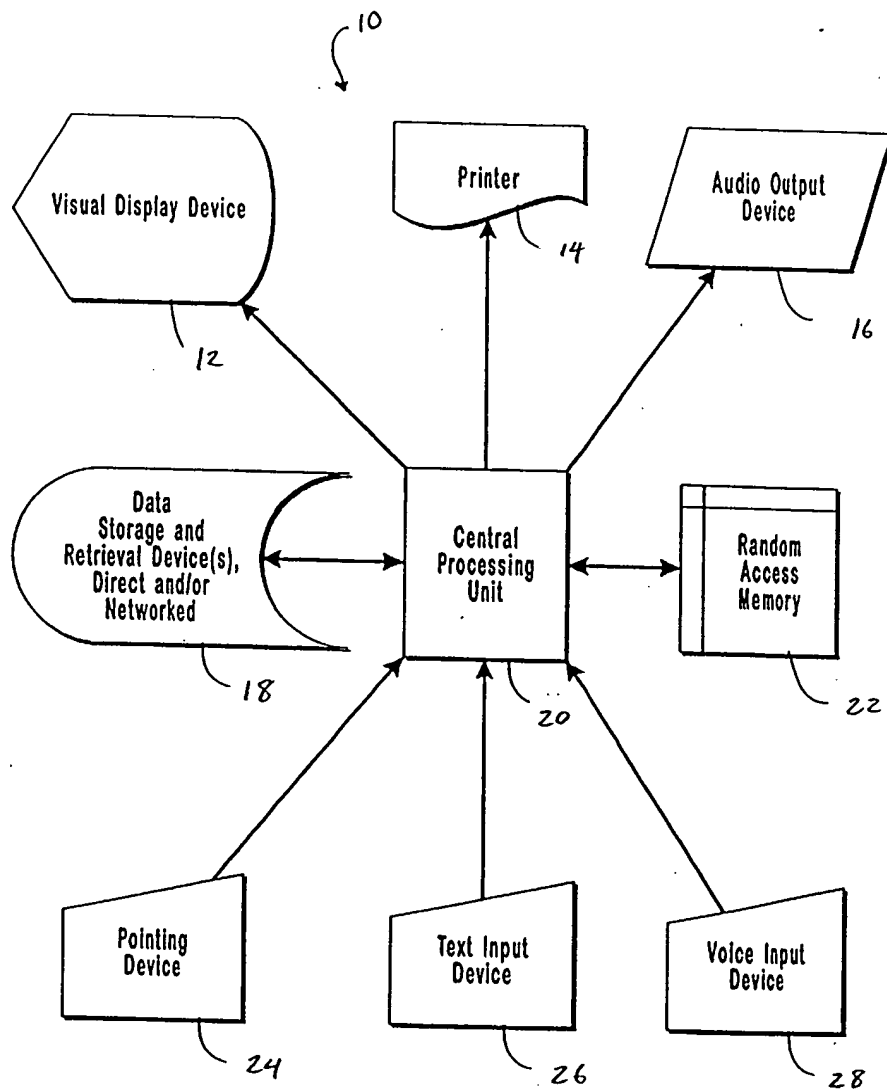 10
Visual Display Device
12
Printer
14
Audio Output
Device
16
Data
Storage and
Retrieval Device(s),
Direct and/or
Networked
18
Central
Processing
Unit
20
Random
Access
Memory
22
Pointing
Device
24
Text Input
Device
26
Voice Input
Device
28